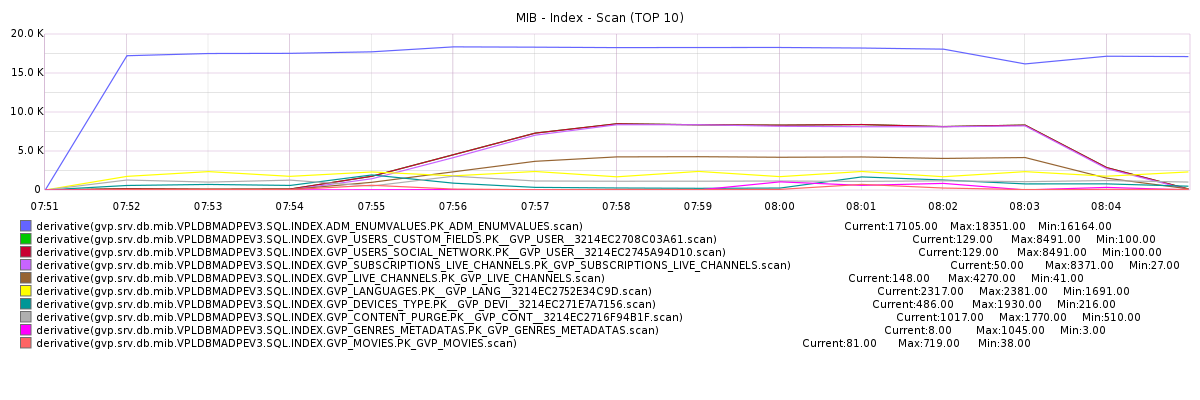 MIB - Index - Scan (TOP 10)
20.0 K
15.0 K
10.0 K
5.0 K
0
07:51 07:52 07:53 07:54 07:55 07:56 07:57 07:58 07:59 08:00 08:01 08:02 08:03 08:04
derivative(gvp.srv.db.mib.VPLDBMADPEV3.SQL.INDEX.ADM_ENUMVALUES.PK_ADM_ENUMVALUES.scan) Current:17105.00 Max:18351.00 Min:16164.00
derivative(gvp.srv.db.mib.VPLDBMADPEV3.SQL.INDEX.GVP_USERS_CUSTOM_FIELDS.PK__GVP_USER__3214EC2708C03A61.scan) Current:129.00 Max:8491.00 Min:100.00
derivative(gvp.srv.db.mib.VPLDBMADPEV3.SQL.INDEX.GVP_USERS_SOCIAL_NETWORK.PK__GVP_USER__3214EC2745A94D10.scan) Current:129.00 Max:8491.00 Min:100.00
derivative(gvp.srv.db.mib.VPLDBMADPEV3.SQL.INDEX.GVP_SUBSCRIPTIONS_LIVE_CHANNELS.PK_GVP_SUBSCRIPTIONS_LIVE_CHANNELS.scan) Current:50.00 Max:8371.00 Min:27.00
derivative(gvp.srv.db.mib.VPLDBMADPEV3.SQL.INDEX.GVP_LIVE_CHANNELS.PK_GVP_LIVE_CHANNELS.scan) Current:148.00 Max:4270.00 Min:41.00
derivative(gvp.srv.db.mib.VPLDBMADPEV3.SQL.INDEX.GVP_LANGUAGES.PK__GVP_LANG__3214EC2752E34C9D.scan) Current:2317.00 Max:2381.00 Min:1691.00
derivative(gvp.srv.db.mib.VPLDBMADPEV3.SQL.INDEX.GVP_DEVICES_TYPE.PK__GVP_DEVI__3214EC271E7A7156.scan) Current:486.00 Max:1930.00 Min:216.00
derivative(gvp.srv.db.mib.VPLDBMADPEV3.SQL.INDEX.GVP_CONTENT_PURGE.PK__GVP_CONT__3214EC2716F94B1F.scan) Current:1017.00 Max:1770.00 Min:510.00
derivative(gvp.srv.db.mib.VPLDBMADPEV3.SQL.INDEX.GVP_GENRES_METADATAS.PK_GVP_GENRES_METADATAS.scan) Current:8.00 Max:1045.00 Min:3.00
derivative(gvp.srv.db.mib.VPLDBMADPEV3.SQL.INDEX.GVP_MOVIES.PK_GVP_MOVIES.scan) Current:81.00 Max:719.00 Min:38.00